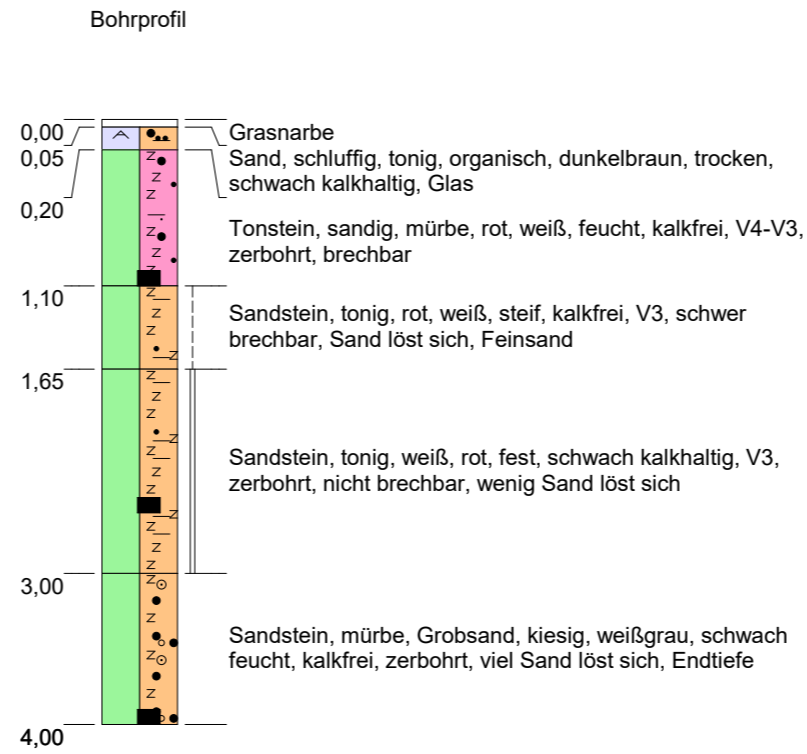 Bohrprofil
0,00
Grasnarbe
0,05
Sand, schluffig, tonig, organisch, dunkelbraun, trocken,
schwach kalkhaltig, Glas
0,20
Tonstein, sandig, mürbe, rot, weiß, feucht, kalkfrei, V4-V3,
zerbohrt, brechbar
1,10
Sandstein, tonig, rot, weiß, steif, kalkfrei, V3, schwer
brechbar, Sand löst sich, Feinsand
1,65
Sandstein, tonig, weiß, rot, fest, schwach kalkhaltig, V3,
zerbohrt, nicht brechbar, wenig Sand löst sich
3,00
Sandstein, mürbe, Grobsand, kiesig, weißgrau, schwach
feucht, kalkfrei, zerbohrt, viel Sand löst sich, Endtiefe
4,00